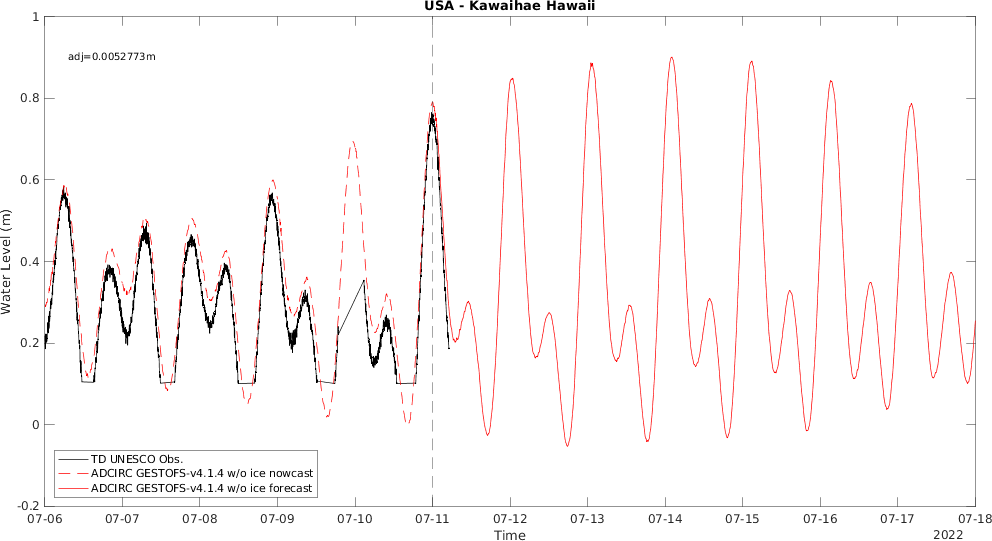 USA - Kawaihae Hawaii
adj=0.0052773m
Water Level (m)
1
0.8
0.6
0.4
0.2
0
-0.2
TD UNESCO Obs.
ADCIRC GESTOFS-v4.1.4 w/o ice nowcast
ADCIRC GESTOFS-v4.1.4 w/o ice forecast
07-06 07-07 07-08 07-09 07-10 07-11 07-12 07-13 07-14 07-15 07-16 07-17 07-18
Time
2022